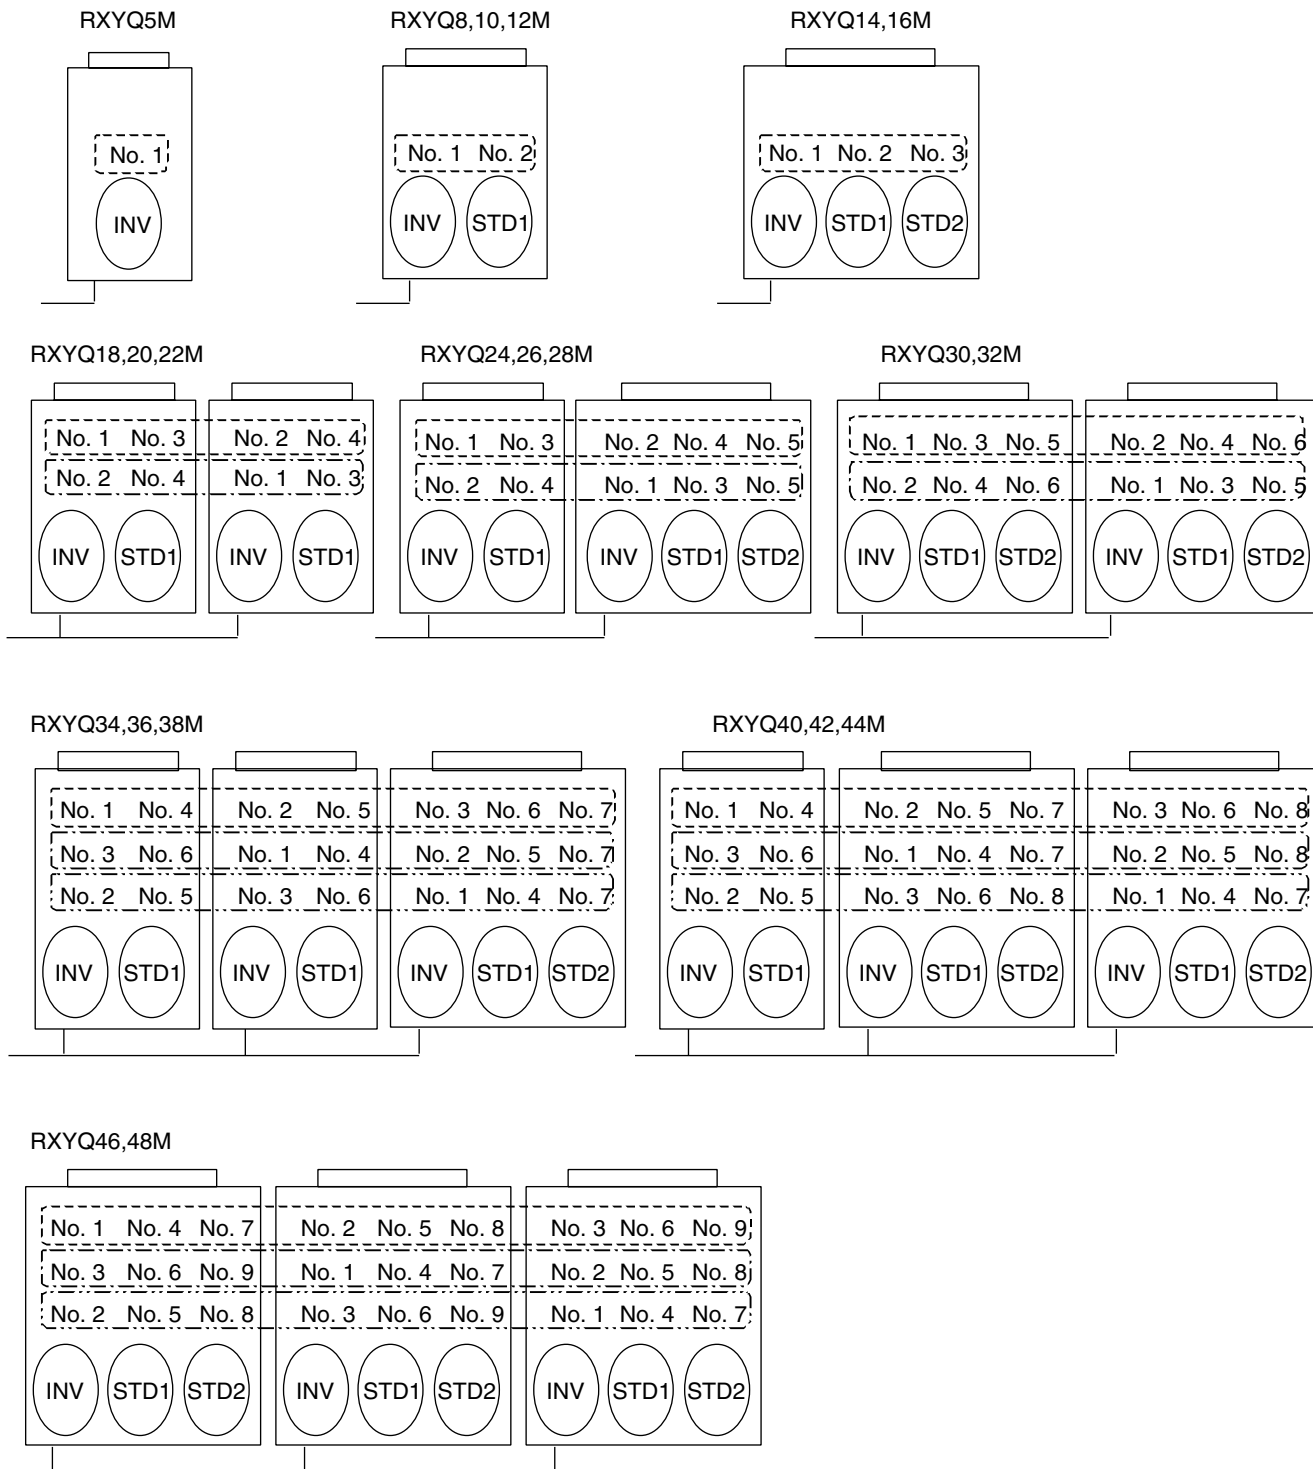 RXYQ5M
RXYQ8,10,12M
RXYQ14,16M
No. 1
No. 1 No. 2
No. 1 No. 2 No. 3
INV
INV STD1
INV STD1 STD2
RXYQ18,20,22M
RXYQ24,26,28M
RXYQ30,32M
No. 1 No. 3 No. 2 No. 4
No. 1 No. 3 No. 2 No. 4 No. 5
No. 1 No. 3 No. 5 No. 2 No. 4 No. 6
No. 2 No. 4 No. 1 No. 3
No. 2 No. 4 No. 1 No. 3 No. 5
No. 2 No. 4 No. 6 No. 1 No. 3 No. 5
INV STD1 INV STD1
INV STD1 INV STD1 STD2
INV STD1 STD2 INV STD1 STD2
RXYQ34,36,38M
RXYQ40,42,44M
No. 1 No. 4 No. 2 No. 5 No. 3 No. 6 No. 7
No. 1 No. 4 No. 2 No. 5 No. 7 No. 3 No. 6 No. 8
No. 3 No. 6 No. 1 No. 4 No. 2 No. 5 No. 7
No. 3 No. 6 No. 1 No. 4 No. 7 No. 2 No. 5 No. 8
No. 2 No. 5 No. 3 No. 6 No. 1 No. 4 No. 7
No. 2 No. 5 No. 3 No. 6 No. 8 No. 1 No. 4 No. 7
INV STD1 INV STD1 INV STD1 STD2
INV STD1 INV STD1 STD2 INV STD1 STD2
RXYQ46,48M
No. 1 No. 4 No. 7 No. 2 No. 5 No. 8 No. 3 No. 6 No. 9
No. 3 No. 6 No. 9 No. 1 No. 4 No. 7 No. 2 No. 5 No. 8
No. 2 No. 5 No. 8 No. 3 No. 6 No. 9 No. 1 No. 4 No. 7
INV STD1 STD2 INV STD1 STD2 INV STD1 STD2